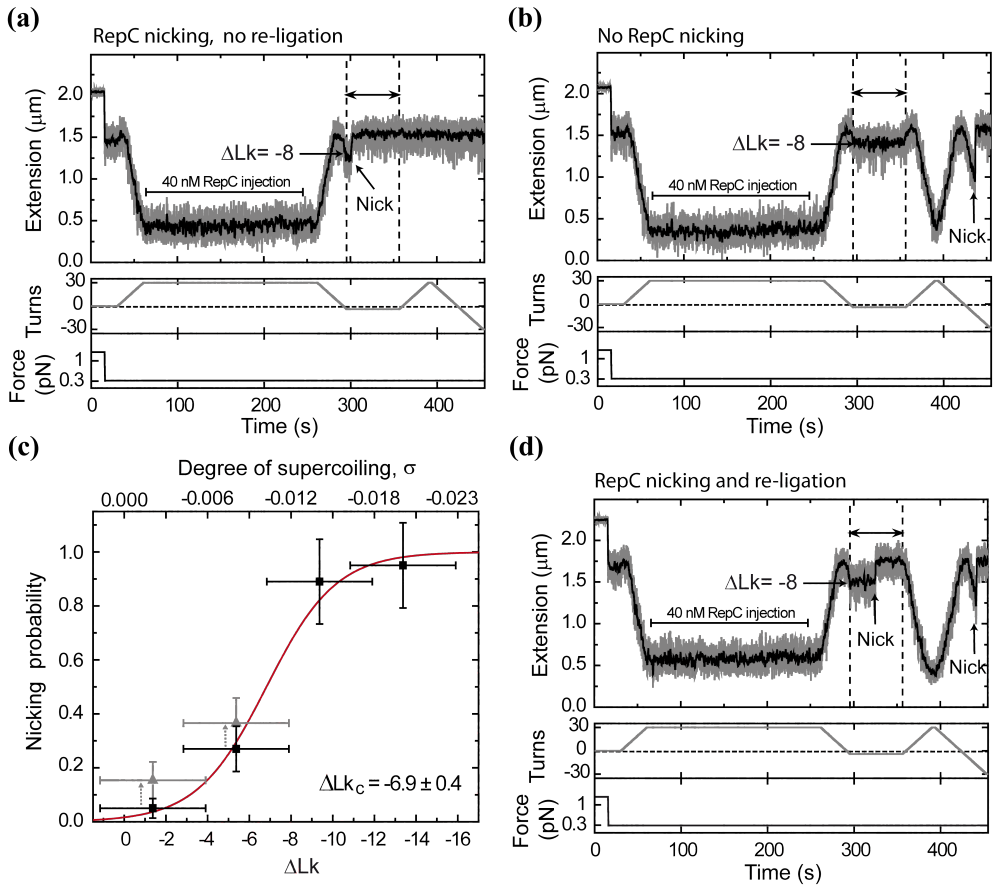 (a)
RepC nicking, no re-ligation
Extension (μm)
2.0
1.5
1.0
0.5
0.0
ΔLk= -8
40 nM RepC injection
Nick
Turns
30
0
-30
Force
(pN)
1
0.3
0 100 200 300 400
Time (s)
(b)
No RepC nicking
Extension (μm)
2.0
1.5
1.0
0.5
0.0
ΔLk= -8
40 nM RepC injection
Nick
Turns
30
0
-30
Force
(pN)
1
0.3
0 100 200 300 400
Time (s)
(c)
Degree of supercoiling, σ
0.000 -0.006 -0.012 -0.018 -0.023
Nicking probability
1.0
0.8
0.6
0.4
0.2
0.0
ΔLkC = -6.9 ± 0.4
0 -2 -4 -6 -8 -10 -12 -14 -16
ΔLk
(d)
RepC nicking and re-ligation
Extension (μm)
2.0
1.5
1.0
0.5
0.0
ΔLk= -8
40 nM RepC injection
Nick
Nick
Turns
30
0
-30
Force
(pN)
1
0.3
0 100 200 300 400
Time (s)